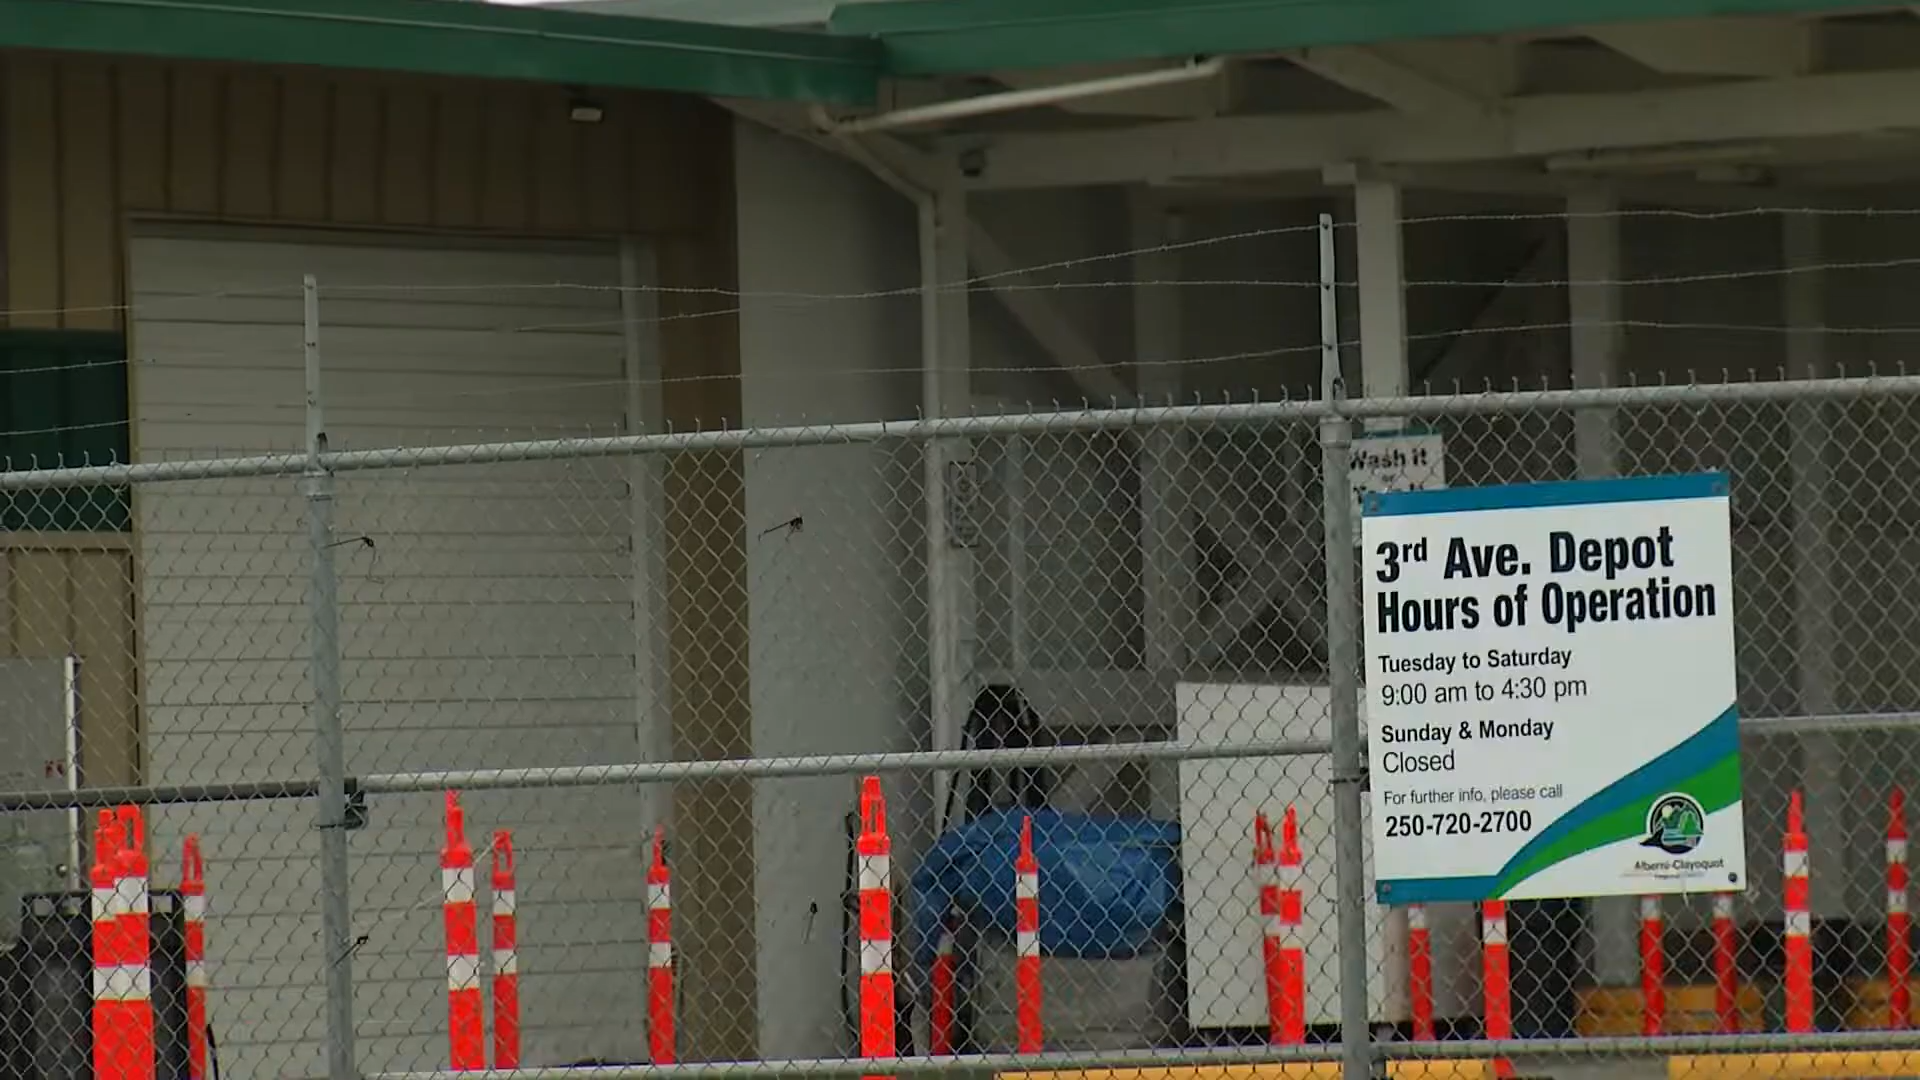 Wash it
3rd Ave. Depot
Hours of Operation
Tuesday to Saturday
9:00 am to 4:30 pm
Sunday & Monday
Closed
For further info, please call
250-720-2700
Alberni-Clayoquot